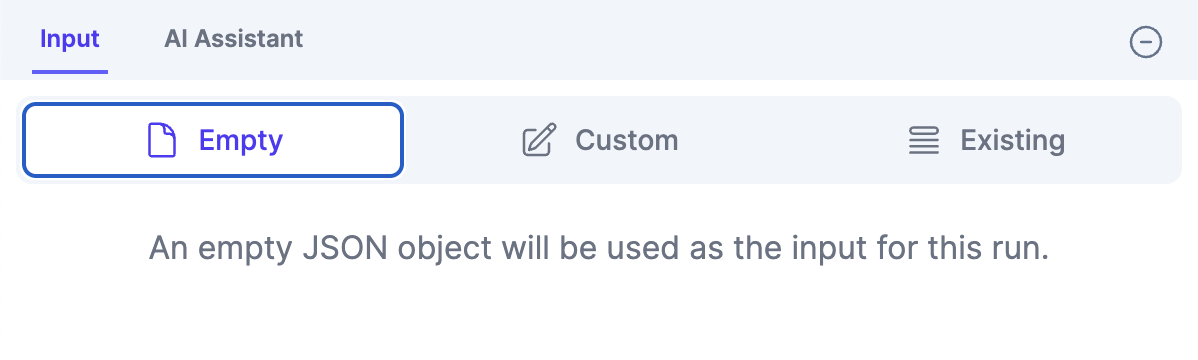 Input AI Assistant
Empty Custom Existing
An empty JSON object will be used as the input for this run.